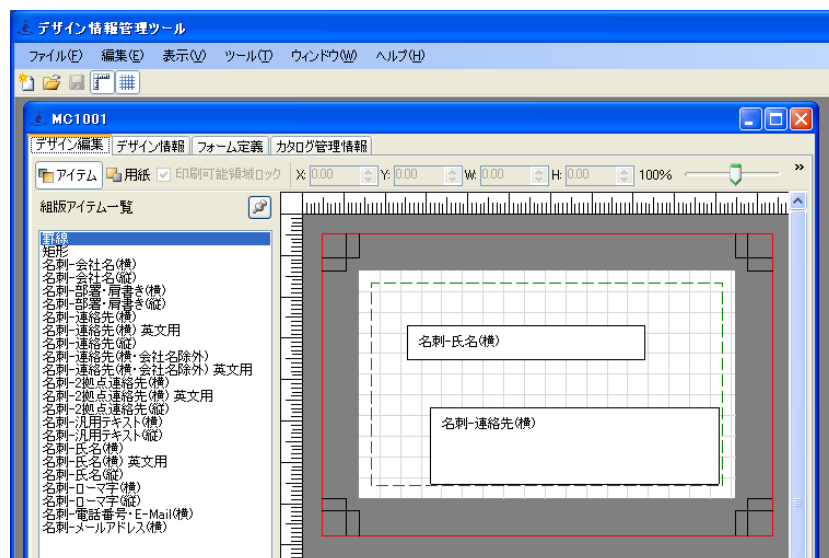 デザイン情報管理ツール
ファイル(F) 編集(E) 表示(V) ツール(T) ウィンドウ(W) ヘルプ(H)
MC1001
デザイン編集 デザイン情報 フォーム定義 カタログ管理情報
アイテム 用紙 印刷可能領域ロック X: 0.00 Y: 0.00 W: 0.00 H: 0.00 100% »
組版アイテム一覧
罫線
矩形
名刺-会社名(横)
名刺-会社名(縦)
名刺-部署・肩書き(横)
名刺-部署・肩書き(縦)
名刺-連絡先(横)
名刺-連絡先(横) 英文用
名刺-連絡先(縦)
名刺-連絡先(横・会社名除外)
名刺-連絡先(横・会社名除外) 英文用
名刺-2拠点連絡先(横)
名刺-2拠点連絡先(横) 英文用
名刺-2拠点連絡先(縦)
名刺-汎用テキスト(横)
名刺-汎用テキスト(縦)
名刺-氏名(横)
名刺-氏名(横) 英文用
名刺-氏名(縦)
名刺-ローマ字(横)
名刺-ローマ字(縦)
名刺-電話番号・E-Mail(横)
名刺-メールアドレス(横)
名刺-氏名(横)
名刺-連絡先(横)